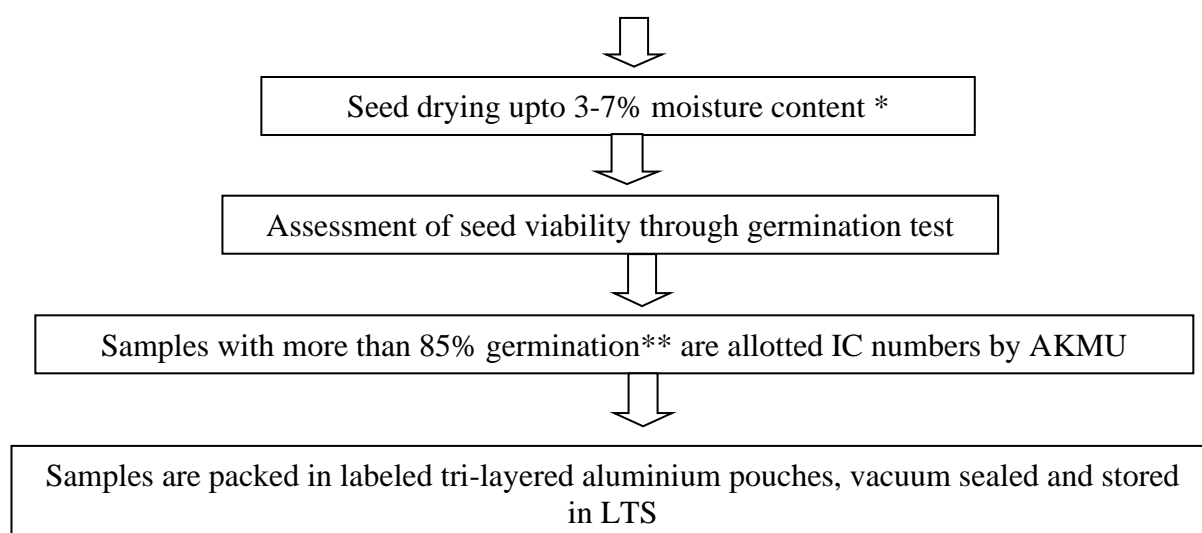 Seed drying upto 3-7% moisture content *
Assessment of seed viability through germination test
Samples with more than 85% germination** are allotted IC numbers by AKMU
Samples are packed in labeled tri-layered aluminium pouches, vacuum sealed and stored
in LTS